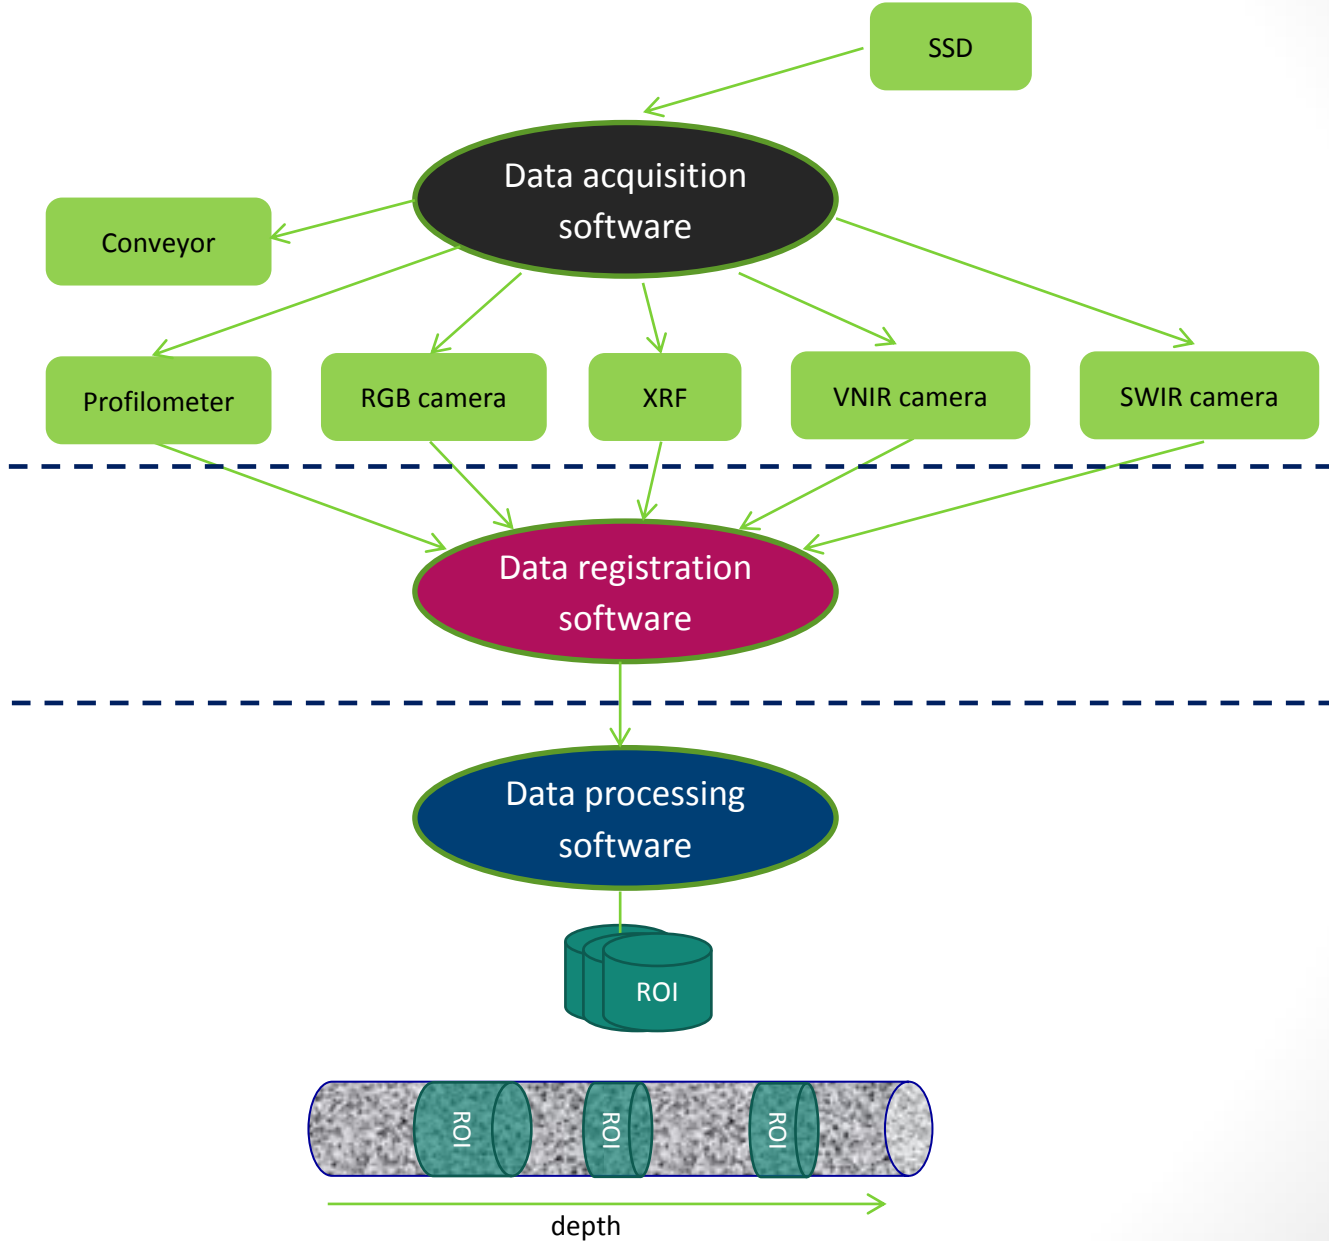 SSD
Data acquisition
software
Conveyor
Profilometer
RGB camera
XRF
VNIR camera
SWIR camera
Data registration
software
Data processing
software
ROI
ROI
ROI
ROI
depth